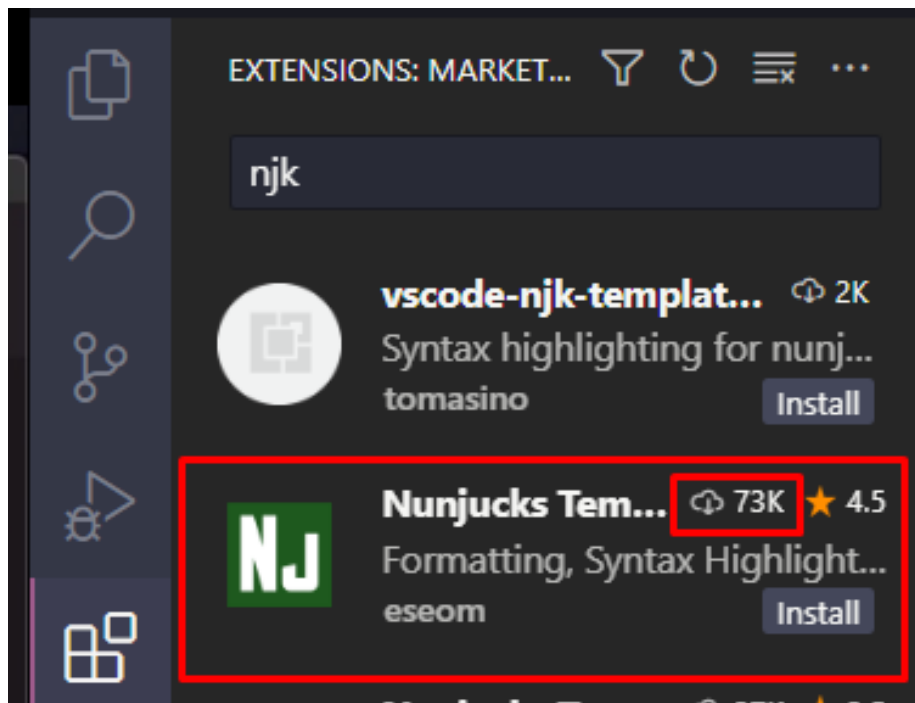 EXTENSIONS: MARKET...
njk
vscode-njk-templat... 2K
Syntax highlighting for nunj...
tomasino
Install
Nunjucks Tem... 73K ★ 4.5
NJ
Formatting, Syntax Highlight...
eseom
Install